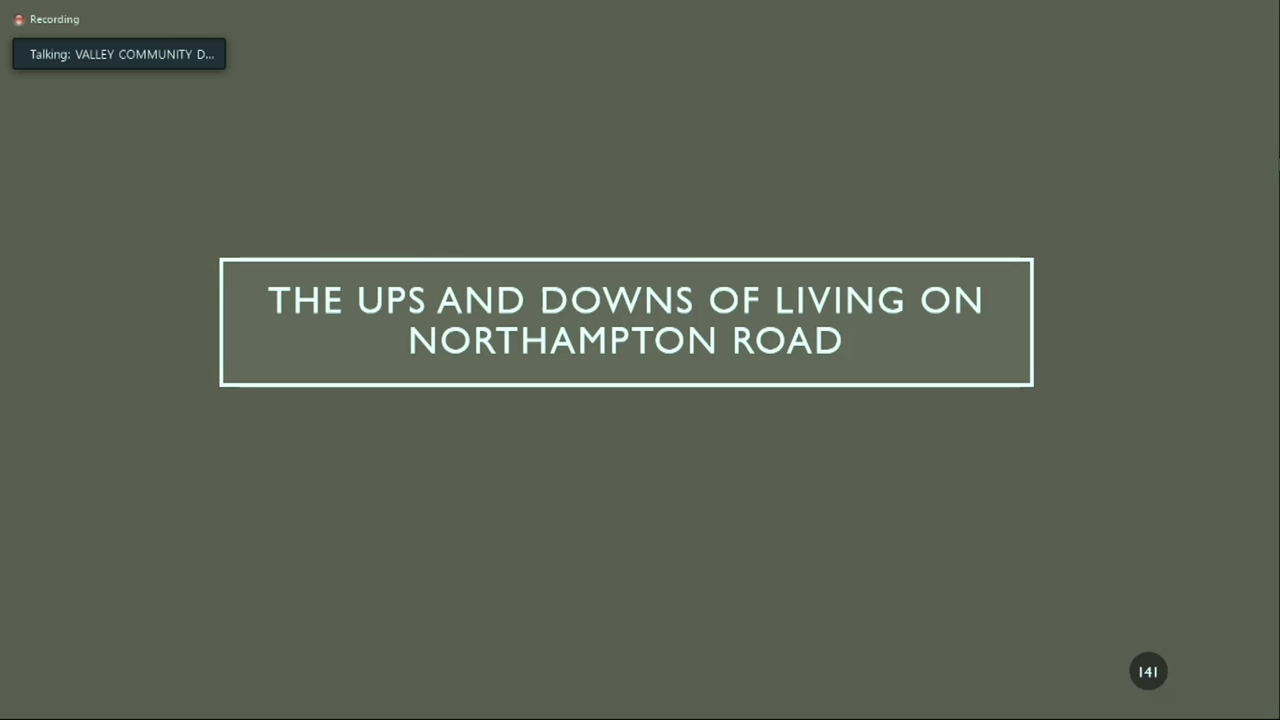 Recording
Talking: VALLEY COMMUNITY D...
THE UPS AND DOWNS OF LIVING ON
NORTHAMPTON ROAD
141